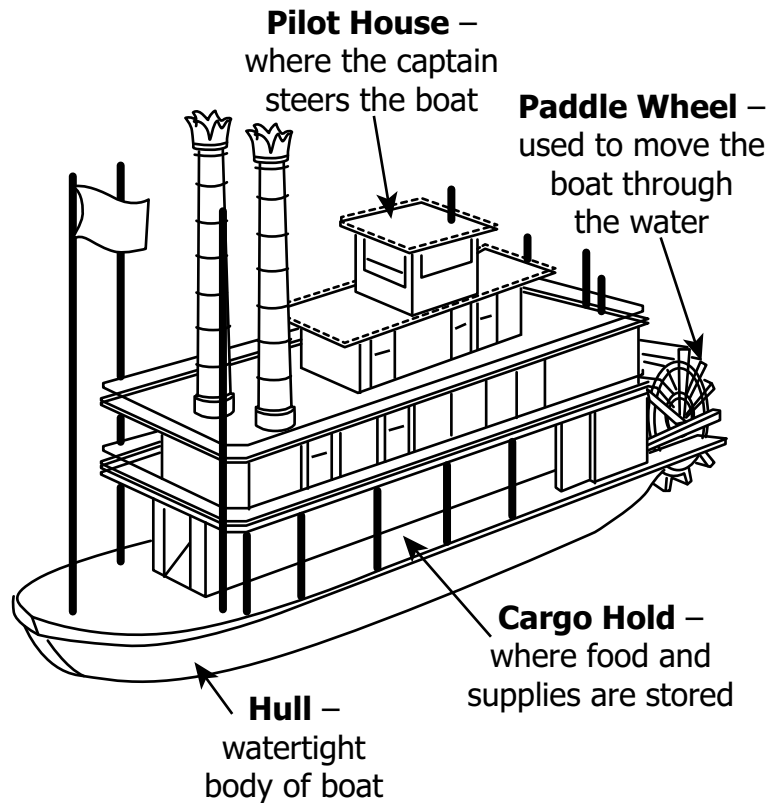 Pilot House –
where the captain
steers the boat
Paddle Wheel –
used to move the
boat through
the water
Cargo Hold –
where food and
supplies are stored
Hull –
watertight
body of boat